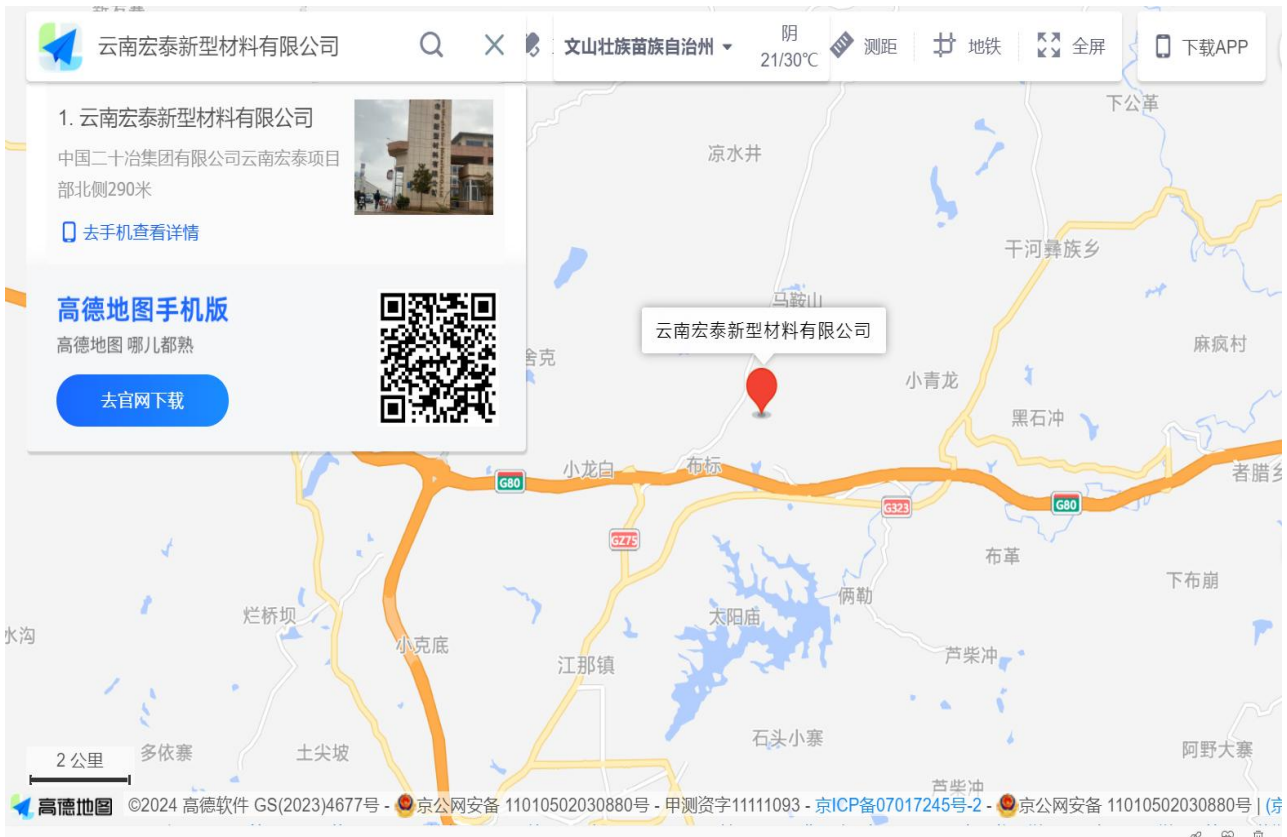 云南宏泰新型材料有限公司
文山壮族苗族自治州
阴
21/30℃
测距
地铁
全屏
下载APP
1. 云南宏泰新型材料有限公司
中国二十冶集团有限公司云南宏泰项目
部北侧290米
去手机查看详情
高德地图手机版
高德地图 哪儿都熟
去官网下载
下公革
凉水井
干河彝族乡
马鞍山
云南宏泰新型材料有限公司
麻疯村
舍克
小青龙
黑石冲
小龙白
布标
者腊乡
G80
G323
G80
GZ75
布革
下布崩
俩勒
烂桥坝
太阳庙
水沟
小克底
芦柴冲
江那镇
石头小寨
多依寨
土尖坡
阿野大寨
2 公里
芦柴冲
高德地图
©2024 高德软件 GS(2023)4677号 - 京公网安备 11010502030880号 - 甲测资字11111093 - 京ICP备07017245号-2 - 京公网安备 11010502030880号 | (京